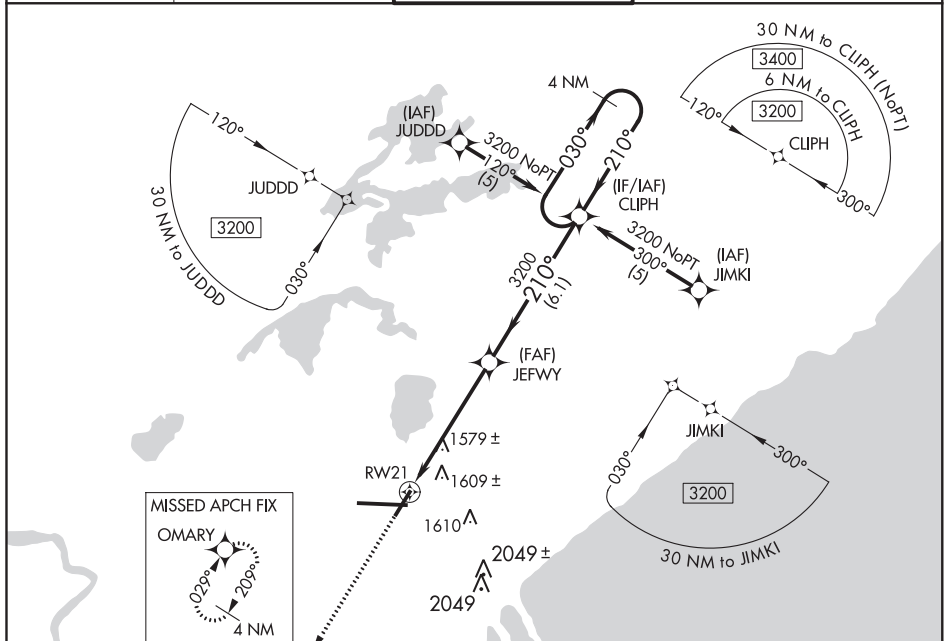 30 NM to CLIPH (NoPT)
3400
6 NM to CLIPH
3200
120°
CLIPH
300°
4 NM
030°
210°
(IAF)
JUDDD
3200 NoPT
120°
(5)
(IF/IAF)
CLIPH
3200 NoPT
300°
(5)
(IAF)
JIMKI
120°
JUDDD
3200
030°
30 NM to JUDDD
3200
210°
(6.1)
(FAF)
JEFWY
JIMKI
030°
300°
3200
30 NM to JIMKI
1579 ±
1609 ±
RW21
1610
2049 ±
2049
MISSED APCH FIX
OMARY
029°
209°
4 NM